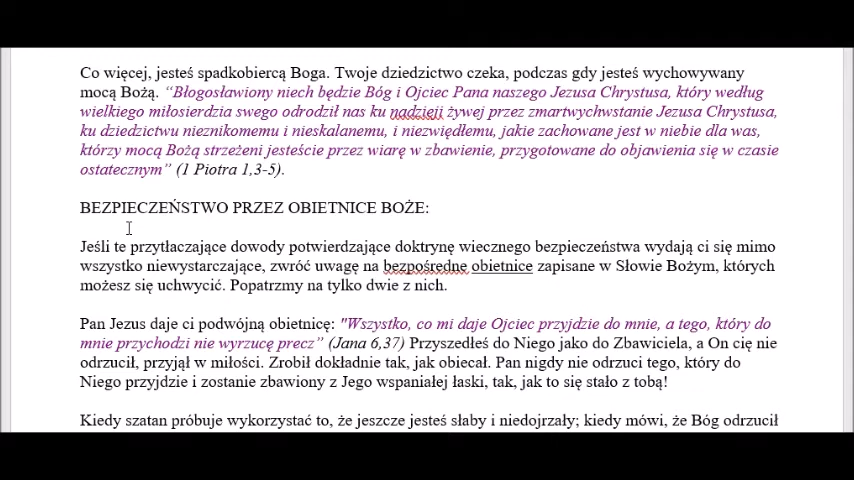 Co więcej, jesteś spadkobiercą Boga. Twoje dziedzictwo czeka, podczas gdy jesteś wychowywany
mocą Bożą. “Błogosławiony niech będzie Bóg i Ojciec Pana naszego Jezusa Chrystusa, który według
wielkiego miłosierdzia swego odrodził nas ku nadzieji żywej przez zmartwychwstanie Jezusa Chrystusa,
ku dziedzictwu nieznikomemu i nieskalanemu, i niezwiędłemu, jakie zachowane jest w niebie dla was,
którzy mocą Bożą strzeżeni jesteście przez wiarę w zbawienie, przygotowane do objawienia się w czasie
ostatecznym” (1 Piotra 1,3-5).
BEZPIECZEŃSTWO PRZEZ OBIETNICE BOŻE:
Jeśli te przytłaczające dowody potwierdzające doktrynę wiecznego bezpieczeństwa wydają ci się mimo
wszystko niewystarczające, zwróć uwagę na bezpośrednę obietnice zapisane w Słowie Bożym, których
możesz się uchwycić. Popatrzmy na tylko dwie z nich.
Pan Jezus daje ci podwójną obietnicę: "Wszystko, co mi daje Ojciec przyjdzie do mnie, a tego, który do
mnie przychodzi nie wyrzucę precz” (Jana 6,37) Przyszedłeś do Niego jako do Zbawiciela, a On cię nie
odrzucił, przyjął w miłości. Zrobił dokładnie tak, jak obiecał. Pan nigdy nie odrzuci tego, który do
Niego przyjdzie i zostanie zbawiony z Jego wspaniałej łaski, tak, jak to się stało z tobą!
Kiedy szatan próbuje wykorzystać to, że jeszcze jesteś słaby i niedojrzały; kiedy mówi, że Bóg odrzucił